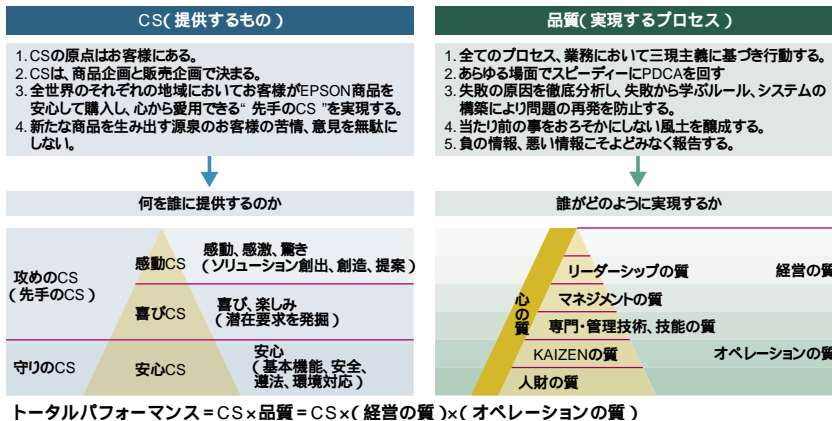 CS(提供するもの)
1. CSの原点はお客様にある。
2. CSは、商品企画と販売企画で決まる。
3. 全世界のそれぞれの地域においてお客様がEPSON商品を
安心して購入し、心から愛用できる“先手のCS”を実現する。
4. 新たな商品を生み出す源泉のお客様の苦情、意見を無駄に
しない。
何を誰に提供するのか
攻めのCS
(先手のCS)
感動CS
感動、感激、驚き
(ソリューション創出、創造、提案)
喜びCS
喜び、楽しみ
(潜在要求を発掘)
守りのCS
安心CS
安心
(基本機能、安全、
遵法、環境対応)
品質(実現するプロセス)
1. 全てのプロセス、業務において三現主義に基づき行動する。
2. あらゆる場面でスピーディーにPDCAを回す
3. 失敗の原因を徹底分析し、失敗から学ぶルール、システムの
構築により問題の再発を防止する。
4. 当たり前の事をおろそかにしない風土を醸成する。
5. 負の情報、悪い情報こそよどみなく報告する。
誰がどのように実現するか
心の質
リーダーシップの質
経営の質
マネジメントの質
専門・管理技術、技能の質
KAIZENの質
オペレーションの質
人財の質
トータルパフォーマンス=CS×品質=CS×(経営の質)×(オペレーションの質)